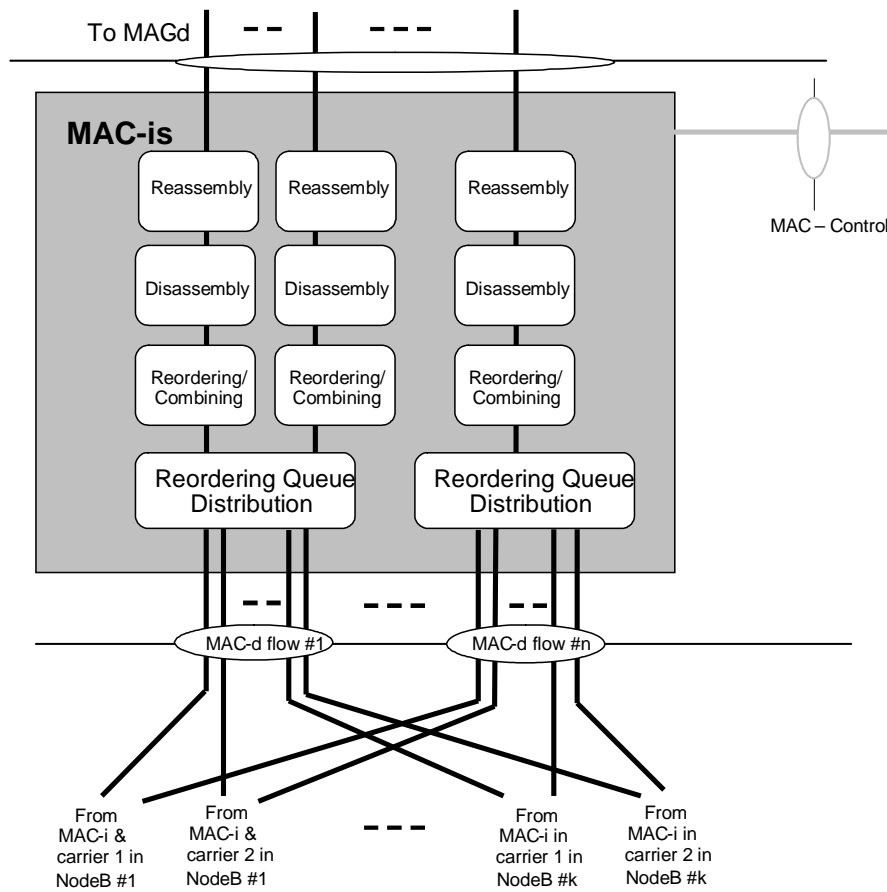 To MAGd
MAC-is
Reassembly
Reassembly
Reassembly
MAC – Control
Disassembly
Disassembly
Disassembly
Reordering/
Combining
Reordering/
Combining
Reordering/
Combining
Reordering Queue
Distribution
Reordering Queue
Distribution
MAC-d flow #1
MAC-d flow #n
From
MAC-i &
carrier 1 in
NodeB #1
From
MAC-i &
carrier 2 in
NodeB #1
From
MAC-i in
carrier 1 in
NodeB #k
From
MAC-i in
carrier 2 in
NodeB #k